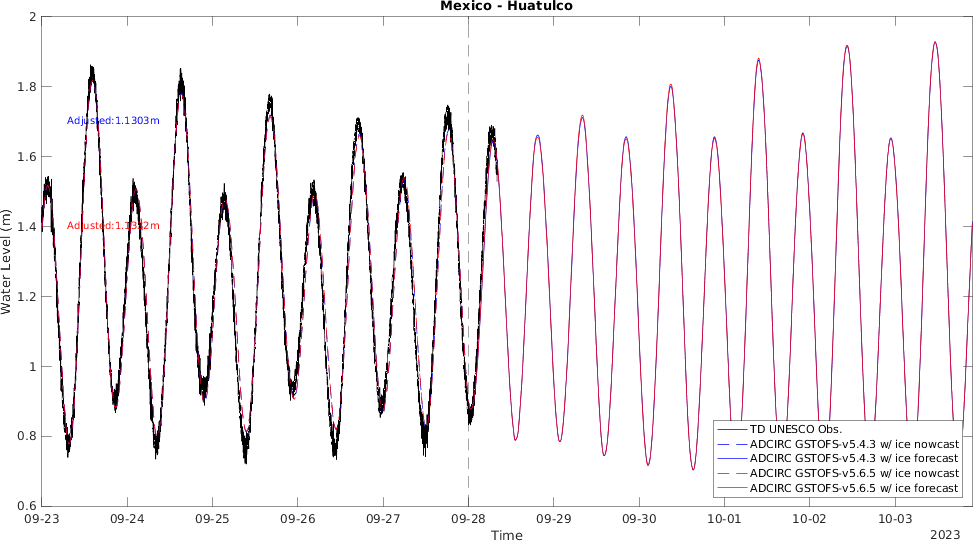 Mexico - Huatulco
2
1.8
1.6
1.4
1.2
1
0.8
0.6
Water Level (m)
Adjusted:1.1303m
TD UNESCO Obs.
ADCIRC GSTOFS-v5.4.3 w/ ice nowcast
ADCIRC GSTOFS-v5.4.3 w/ ice forecast
ADCIRC GSTOFS-v5.6.5 w/ ice nowcast
ADCIRC GSTOFS-v5.6.5 w/ ice forecast
09-23 09-24 09-25 09-26 09-27 09-28 09-29 09-30 10-01 10-02 10-03
Time
2023